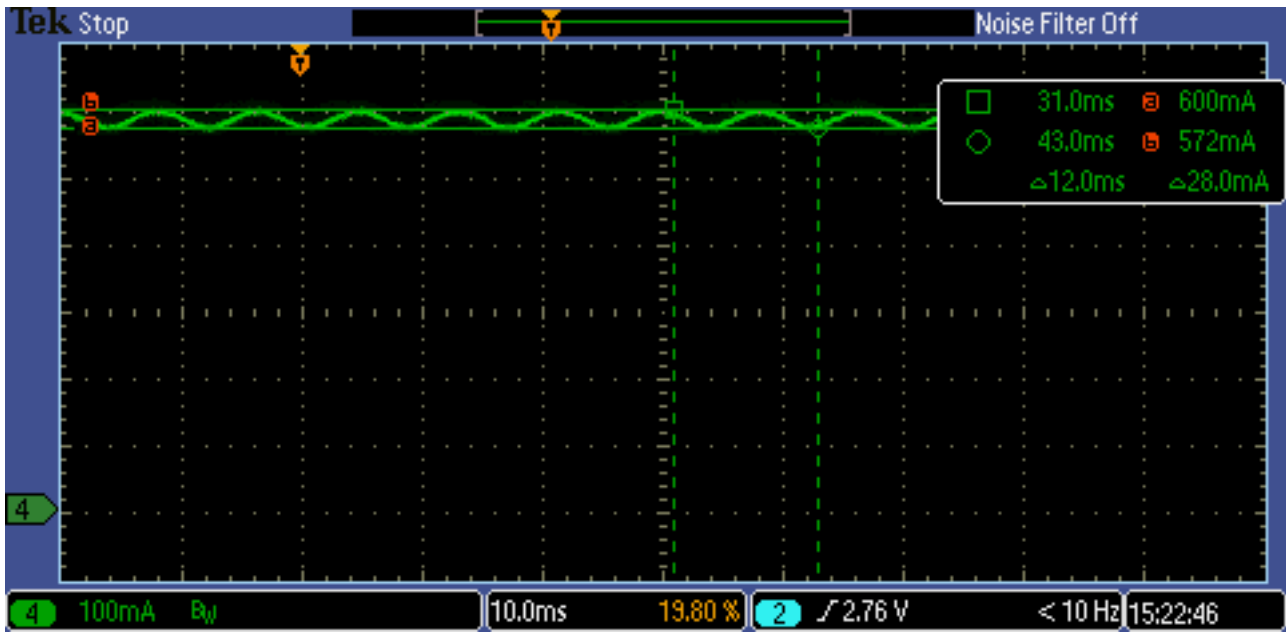 Tek Stop
Noise Filter Off
T
T
b
a
31.0ms a 600mA
43.0ms b 572mA
△12.0ms △28.0mA
4
4 100mA BW 10.0ms 19.80 % 2 2.76 V < 10 Hz 15:22:46